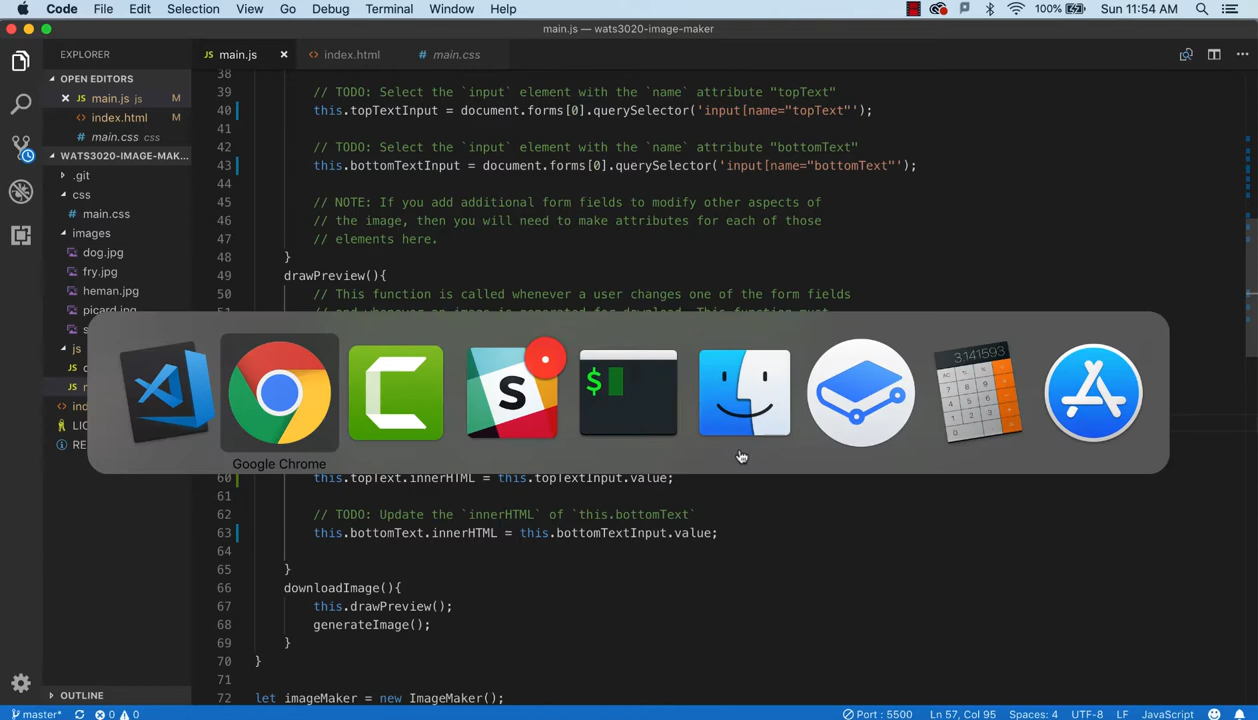 Code File Edit Selection View Go Debug Terminal Window Help 100% Sun 11:54 AM
main.js — wats3020-image-maker
EXPLORER
main.js
index.html
main.css
OPEN EDITORS
main.js js M
index.html M
main.css css
WATS3020-IMAGE-MAK...
.git
css
main.css
images
dog.jpg
fry.jpg
heman.jpg
picard.jpg
js
LIC
RE
OUTLINE
38
39 // TODO: Select the `input` element with the `name` attribute "topText"
40 this.topTextInput = document.forms[0].querySelector('input[name="topText"');
41
42 // TODO: Select the `input` element with the `name` attribute "bottomText"
43 this.bottomTextInput = document.forms[0].querySelector('input[name="bottomText"');
44
45 // NOTE: If you add additional form fields to modify other aspects of
46 // the image, then you will need to make attributes for each of those
47 // elements here.
48 }
49 drawPreview(){
50 // This function is called whenever a user changes one of the form fields
3.141593
S
$
Google Chrome
60 this.topText.innerHTML = this.topTextInput.value;
61
62 // TODO: Update the `innerHTML` of `this.bottomText`
63 this.bottomText.innerHTML = this.bottomTextInput.value;
64
65 }
66 downloadImage(){
67 this.drawPreview();
68 generateImage();
69 }
70 }
71
72 let imageMaker = new ImageMaker();
master* 0 0 Port : 5500 Ln 57, Col 95 Spaces: 4 UTF-8 LF JavaScript